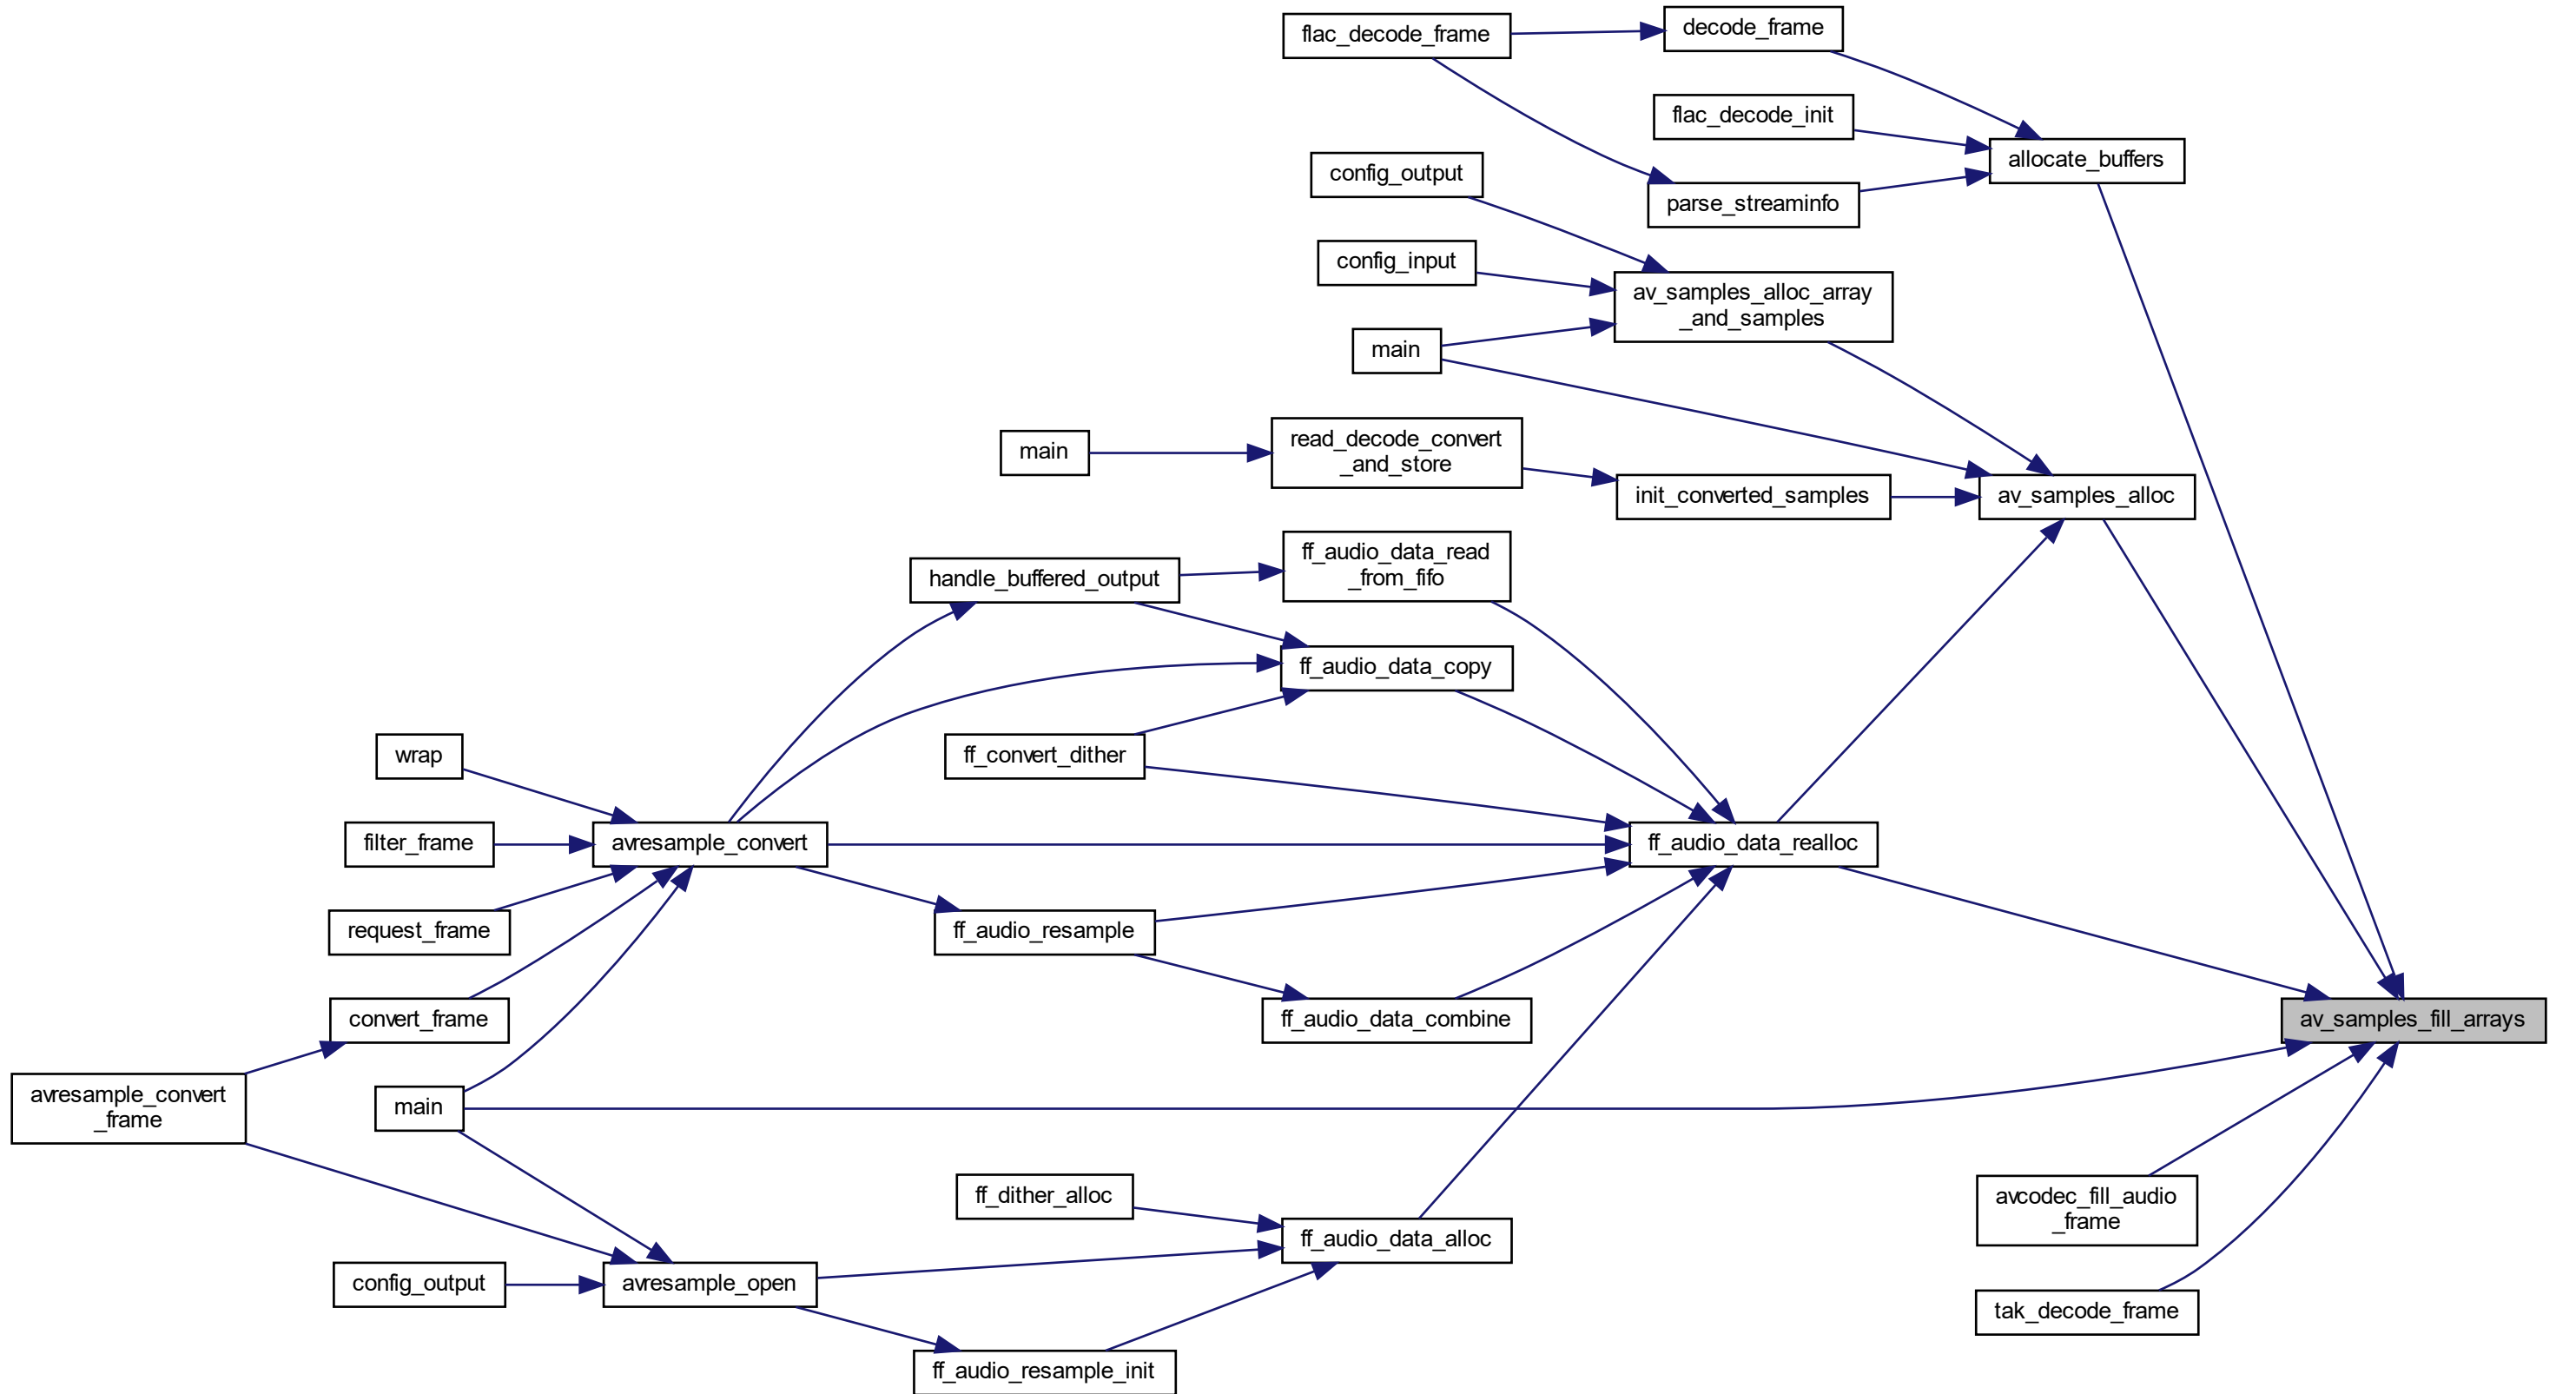 flac_decode_frame
decode_frame
flac_decode_init
allocate_buffers
config_output
parse_streaminfo
config_input
av_samples_alloc_array
_and_samples
main
main
read_decode_convert
_and_store
init_converted_samples
av_samples_alloc
handle_buffered_output
ff_audio_data_read
_from_fifo
ff_audio_data_copy
wrap
ff_convert_dither
filter_frame
avresample_convert
ff_audio_data_realloc
request_frame
ff_audio_resample
convert_frame
ff_audio_data_combine
av_samples_fill_arrays
avresample_convert
_frame
main
ff_dither_alloc
avcodec_fill_audio
_frame
ff_audio_data_alloc
config_output
avresample_open
tak_decode_frame
ff_audio_resample_init